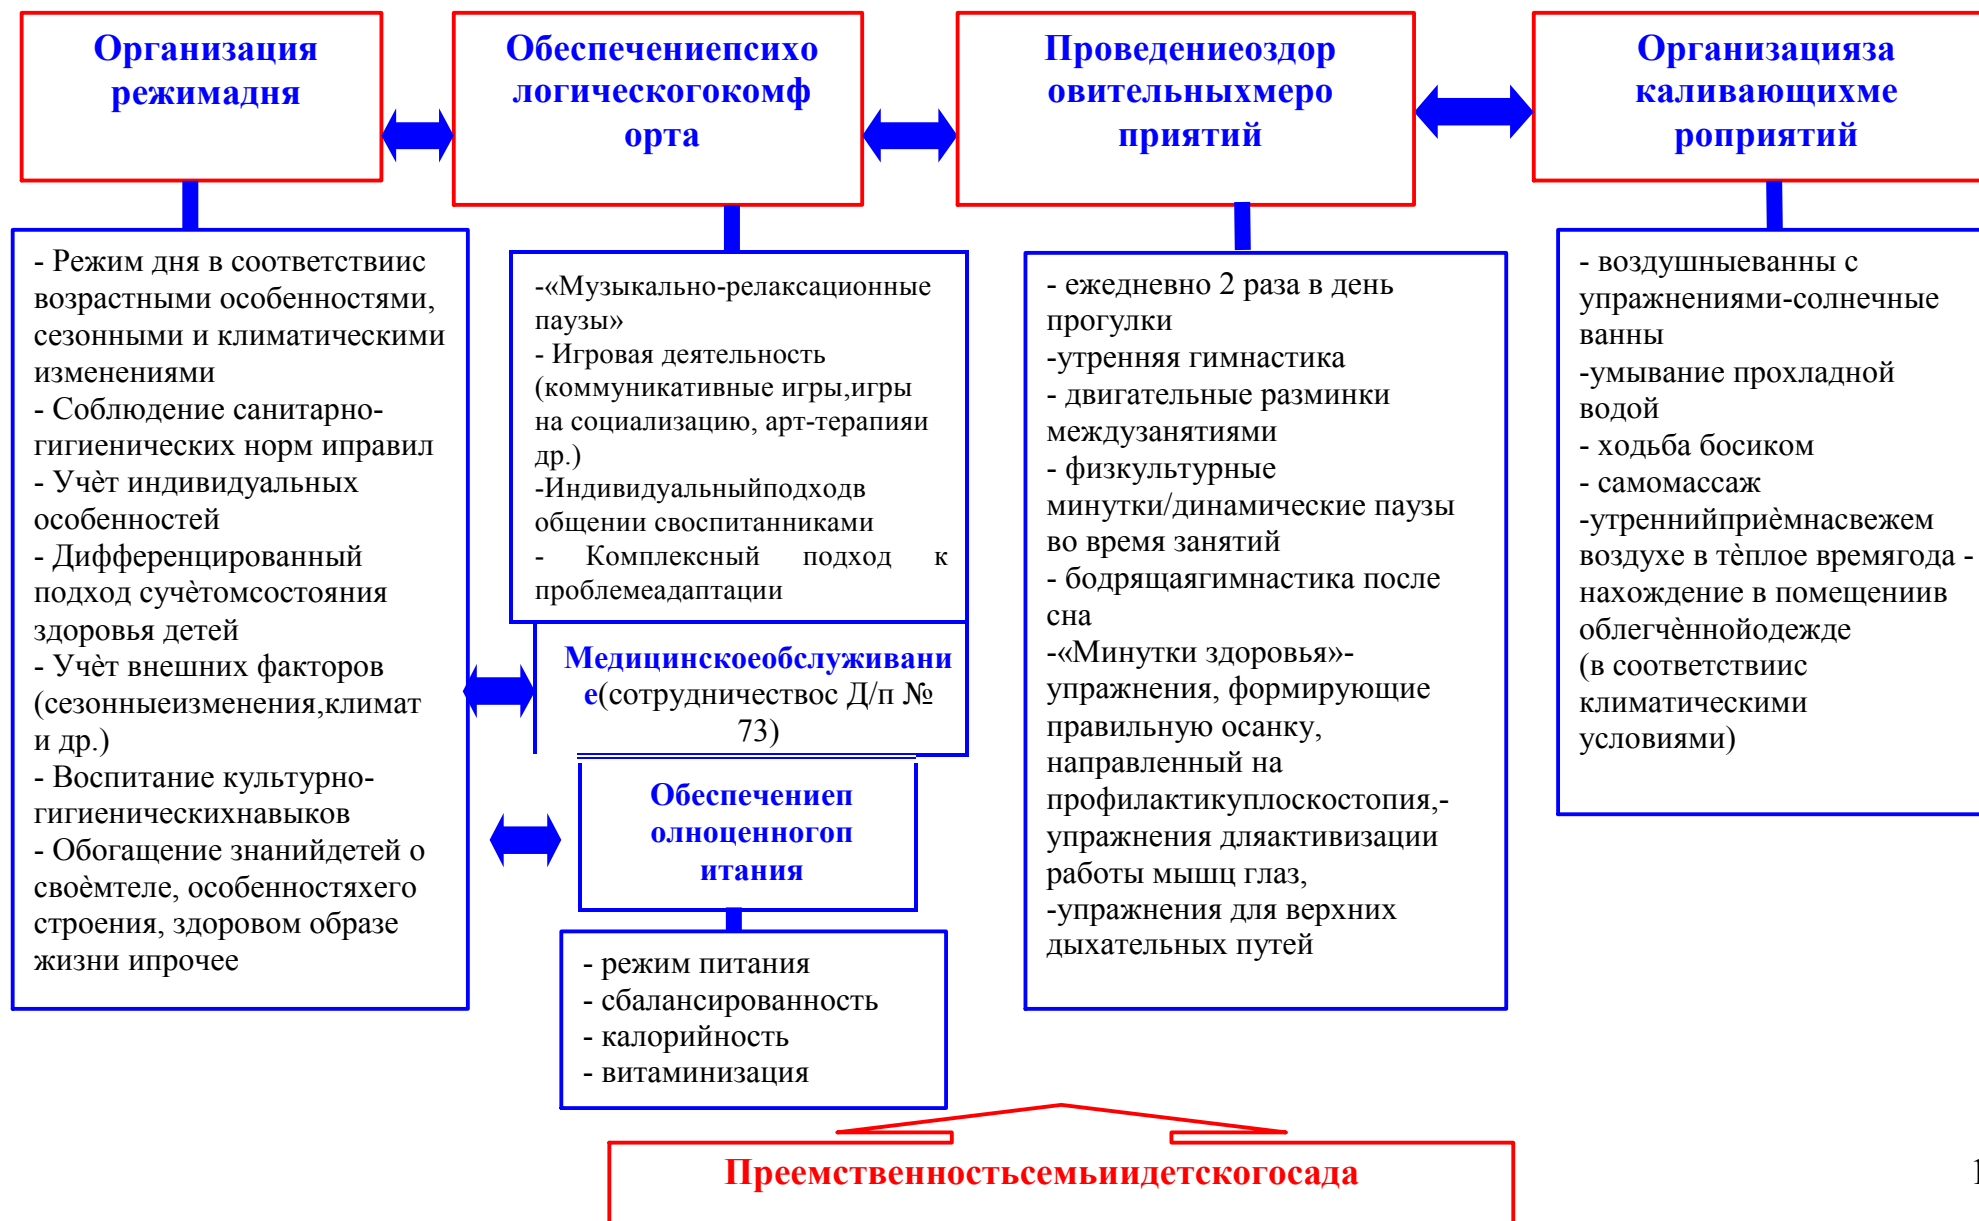 Организация
режимадня
Обеспечениепсихо
логическогокомф
орта
Проведениеоздор
овительныхмеро
приятий
Организацияза
каливающихме
роприятий
- Режим дня в соответствиис
возрастными особенностями,
сезонными и климатическими
изменениями
- Соблюдение санитарно-
гигиенических норм иправил
- Учѐт индивидуальных
особенностей
- Дифференцированный
подход сучѐтомсостояния
здоровья детей
- Учѐт внешних факторов
(сезонныеизменения,климат
и др.)
- Воспитание культурно-
гигиеническихнавыков
- Обогащение знанийдетей о
своѐмтеле, особенностяхего
строения, здоровом образе
жизни ипрочее
-«Музыкально-релаксационные
паузы»
- Игровая деятельность
(коммуникативные игры,игры
на социализацию, арт-терапияи
др.)
-Индивидуальныйподходв
общении своспитанниками
- Комплексный подход к
проблемеадаптации
Медицинскоеобслуживани
е(сотрудничествос Д/п №
73)
Обеспечениеп
олноценногоп
итания
- режим питания
- сбалансированность
- калорийность
- витаминизация
- ежедневно 2 раза в день
прогулки
-утренняя гимнастика
- двигательные разминки
междузанятиями
- физкультурные
минутки/динамические паузы
во время занятий
- бодрящаягимнастика после
сна
-«Минутки здоровья»-
упражнения, формирующие
правильную осанку,
направленный на
профилактикуплоскостопия,-
упражнения дляактивизации
работы мышц глаз,
-упражнения для верхних
дыхательных путей
- воздушныеванны с
упражнениями-солнечные
ванны
-умывание прохладной
водой
- ходьба босиком
- самомассаж
-утреннийприѐмнасвежем
воздухе в тѐплое времягода -
нахождение в помещениив
облегчѐннойодежде
(в соответствиис
климатическими
условиями)
Преемственностьсемьиидетскогосада
1